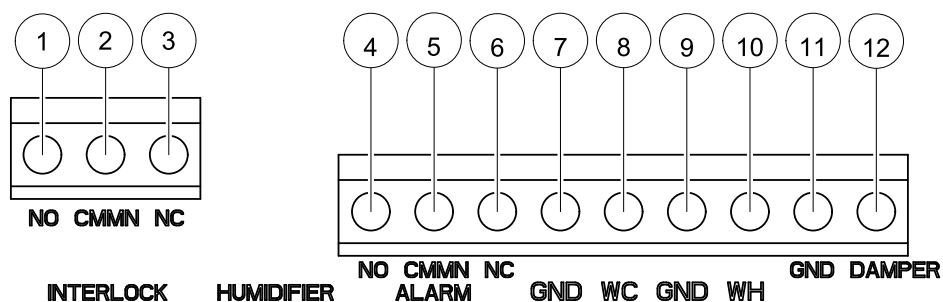 1 2 3 4 5 6 7 8 9 10 11 12
NO CMMN NC
NO CMMN NC GND DAMPER
INTERLOCK HUMIDIFIER ALARM GND WC GND WH